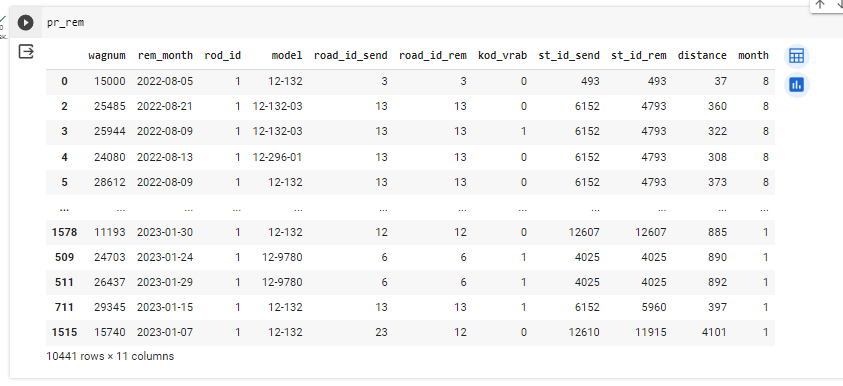 pr_rem
wagnum rem_month rod_id model road_id_send road_id_rem kod_vrab st_id_send st_id_rem distance month
0 15000 2022-08-05 1 12-132 3 3 0 493 493 37 8
2 25485 2022-08-21 1 12-132-03 13 13 0 6152 4793 360 8
3 25944 2022-08-09 1 12-132-03 13 13 1 6152 4793 322 8
4 24080 2022-08-13 1 12-296-01 13 13 0 6152 4793 308 8
5 28612 2022-08-09 1 12-132 13 13 0 6152 4793 373 8
... ... ... ... ... ... ... ... ... ... ... ...
1578 11193 2023-01-30 1 12-132 12 12 0 12607 12607 885 1
509 24703 2023-01-24 1 12-9780 6 6 1 4025 4025 890 1
511 26437 2023-01-29 1 12-9780 6 6 1 4025 4025 892 1
711 29345 2023-01-15 1 12-132 13 13 1 6152 5960 397 1
1515 15740 2023-01-07 1 12-132 23 12 0 12610 11915 4101 1
10441 rows × 11 columns